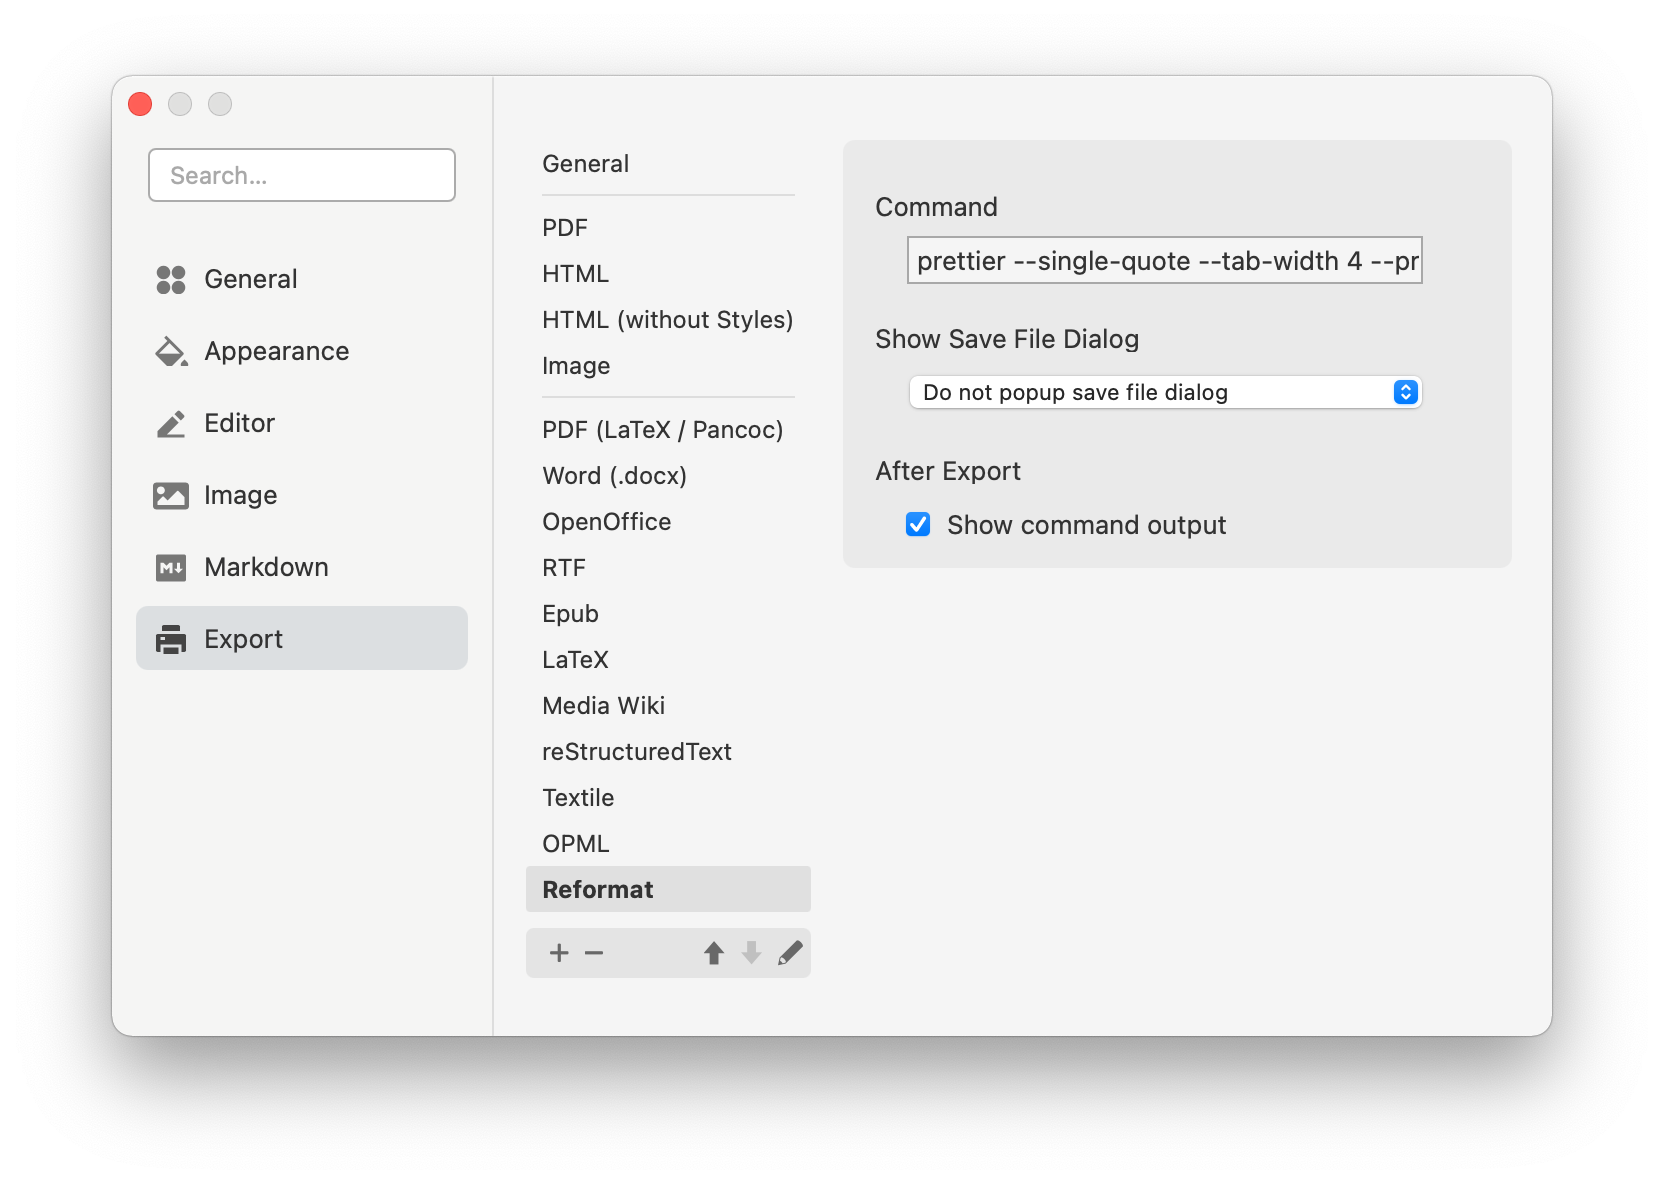 Search...
General
Appearance
Editor
Image
Markdown
Export
General
PDF
HTML
HTML (without Styles)
Image
PDF (LaTeX / Pancoc)
Word (.docx)
OpenOffice
RTF
Epub
LaTeX
Media Wiki
reStructuredText
Textile
OPML
Reformat
Command
prettier --single-quote --tab-width 4 --pr
Show Save File Dialog
Do not popup save file dialog
After Export
Show command output